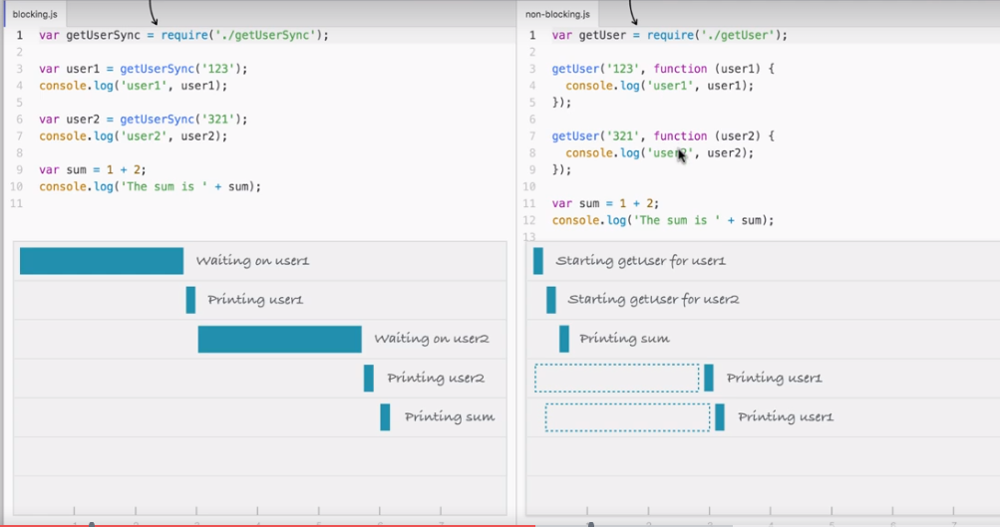 blocking.js
1 var getUserSync = require('./getUserSync');
2
3 var user1 = getUserSync('123');
4 console.log('user1', user1);
5
6 var user2 = getUserSync('321');
7 console.log('user2', user2);
8
9 var sum = 1 + 2;
10 console.log('The sum is ' + sum);
11
Waiting on user1
Printing user1
Waiting on user2
Printing user2
Printing sum
non-blocking.js
1 var getUser = require('./getUser');
2
3 getUser('123', function (user1) {
4 console.log('user1', user1);
5 });
6
7 getUser('321', function (user2) {
8 console.log('user2', user2);
9 });
10
11 var sum = 1 + 2;
12 console.log('The sum is ' + sum);
13
Starting getUser for user1
Starting getUser for user2
Printing sum
Printing user1
Printing user1